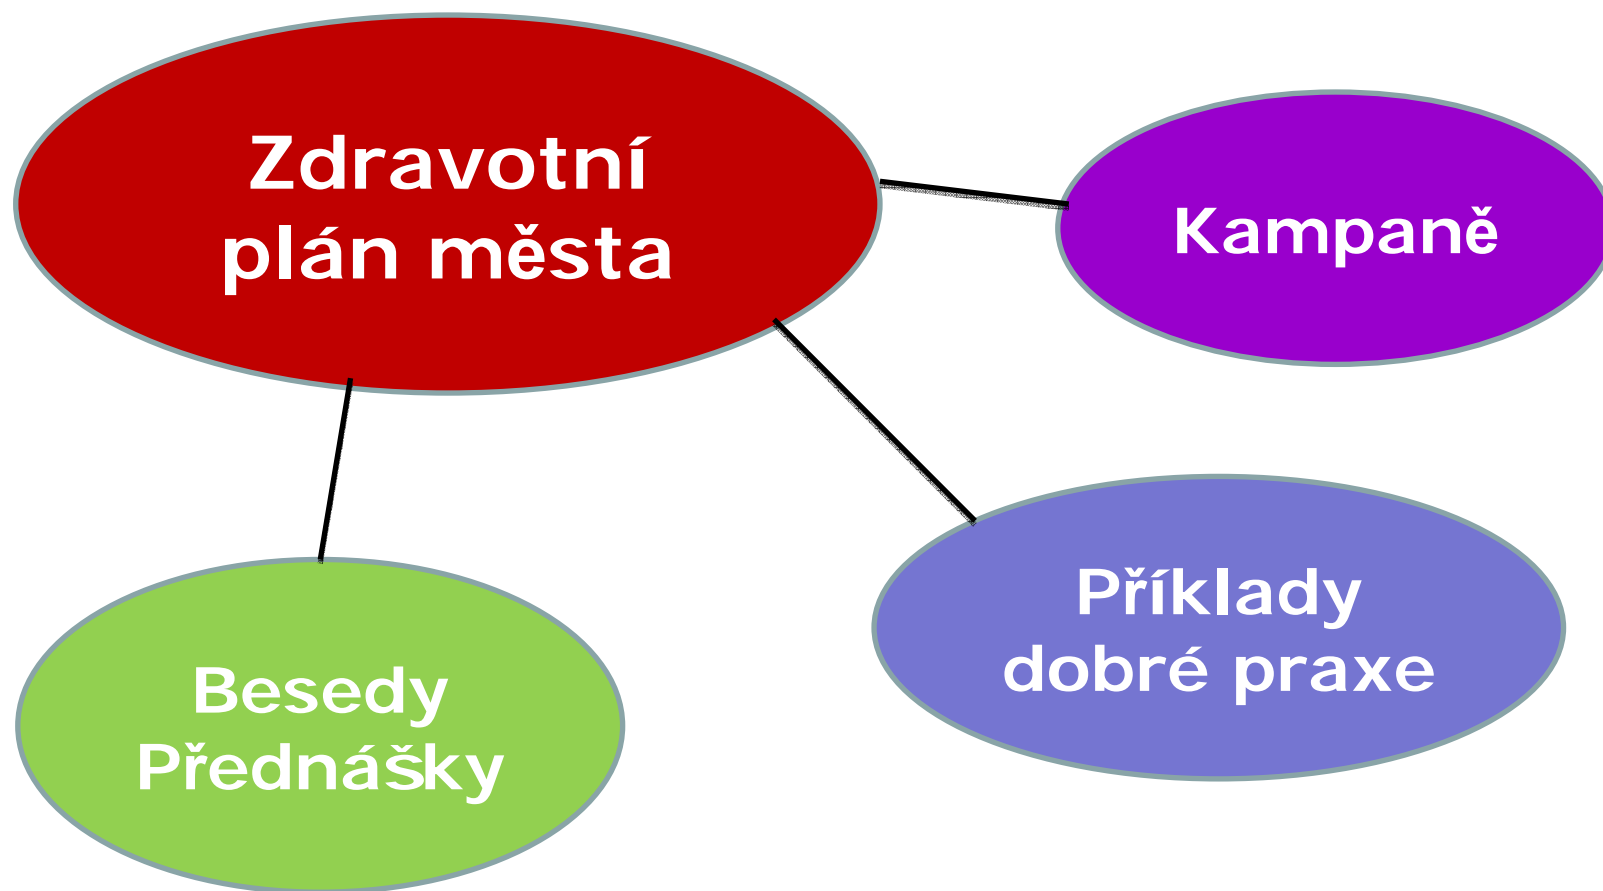 Zdravotní
plán města
Kampaně
Příklady
dobré praxe
Besedy
Přednášky